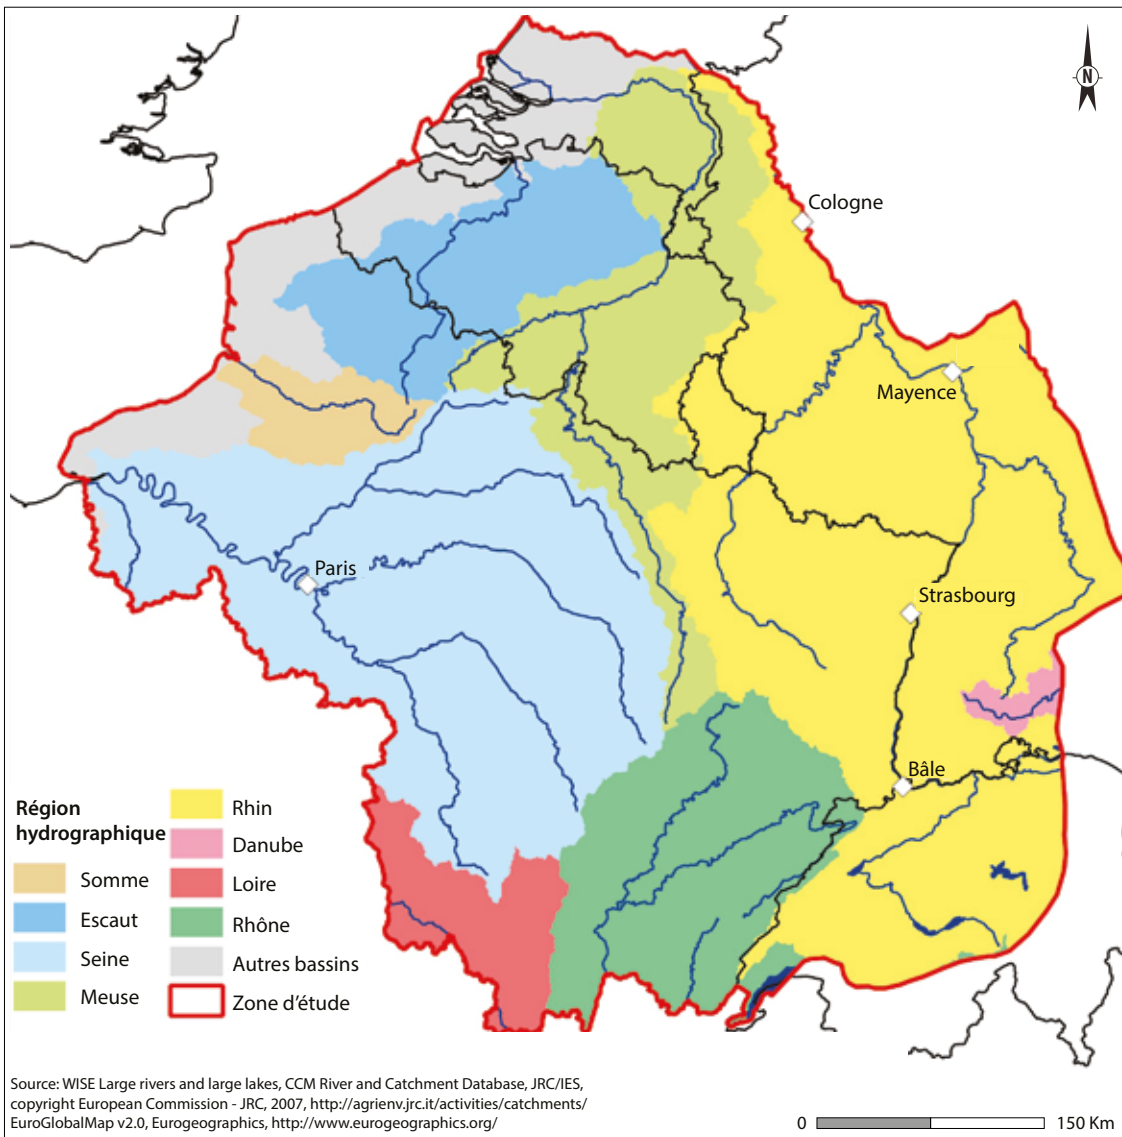 N
Cologne
Mayence
Paris
Strasbourg
Bâle
Région
hydrographique
Somme
Escaut
Seine
Meuse
Rhin
Danube
Loire
Rhône
Autres bassins
Zone d’étude
Source: WISE Large rivers and large lakes, CCM River and Catchment Database, JRC/IES,
copyright European Commission - JRC, 2007, http://agrienv.jrc.it/activities/catchments/
EuroGlobalMap v2.0, Eurogeographics, http://www.eurogeographics.org/
0 150 Km